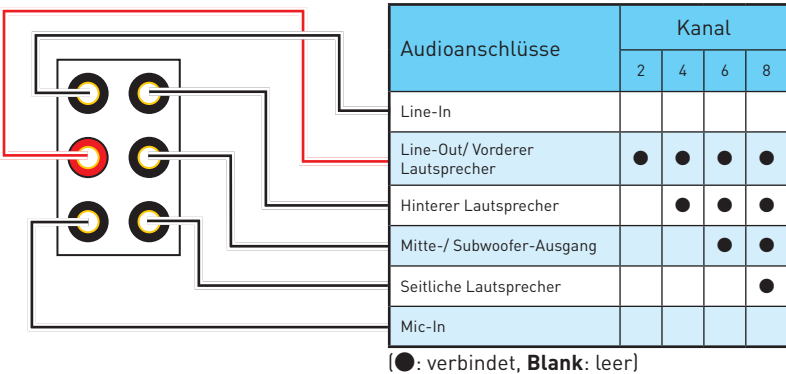 Audioanschlüsse
Kanal
2 4 6 8
Line-In
Line-Out/ Vorderer
Lautsprecher
● ● ● ●
Hinterer Lautsprecher ● ● ●
Mitte-/ Subwoofer-Ausgang ● ●
Seitliche Lautsprecher ●
Mic-In
(●: verbindet, Blank: leer)